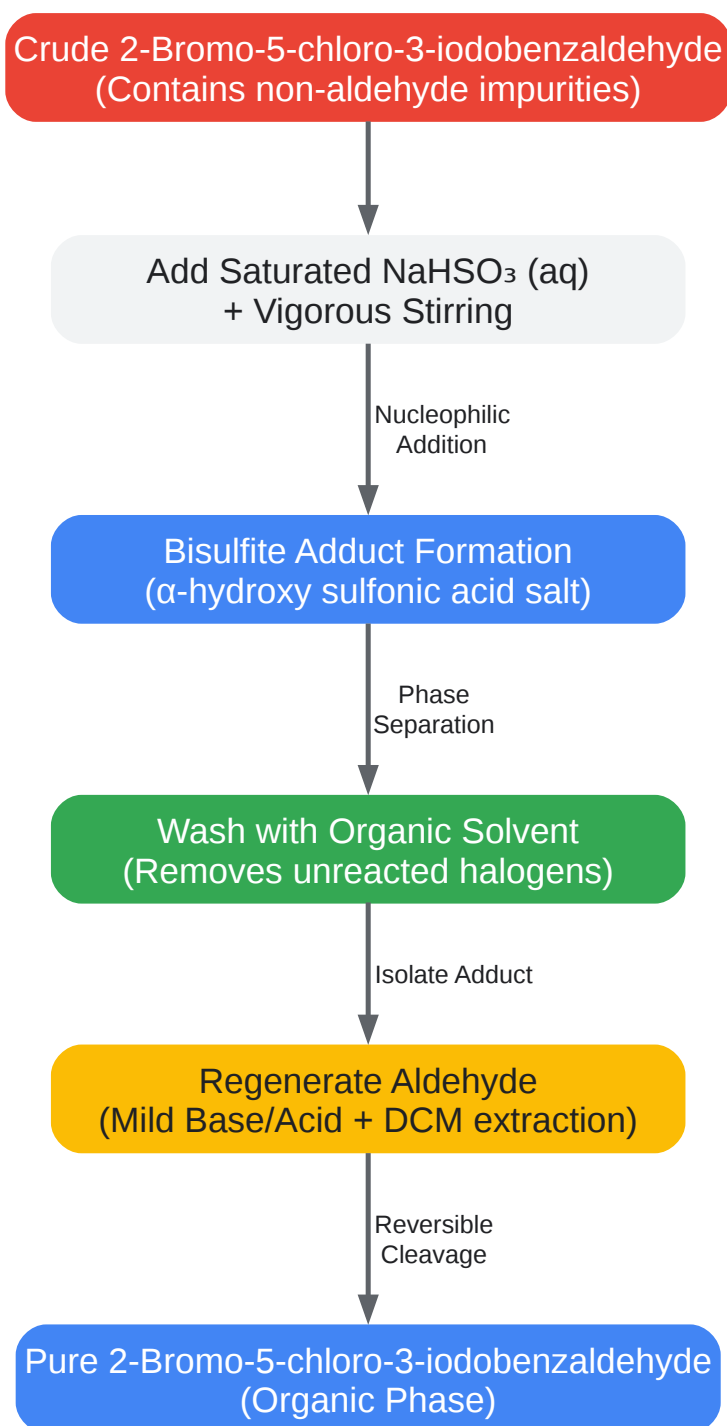 Crude 2-Bromo-5-chloro-3-iodobenzaldehyde
(Contains non-aldehyde impurities)
Add Saturated NaHSO₃ (aq)
+ Vigorous Stirring
Nucleophilic
Addition
Bisulfite Adduct Formation
(α-hydroxy sulfonic acid salt)
Phase
Separation
Wash with Organic Solvent
(Removes unreacted halogens)
Isolate Adduct
Regenerate Aldehyde
(Mild Base/Acid + DCM extraction)
Reversible
Cleavage
Pure 2-Bromo-5-chloro-3-iodobenzaldehyde
(Organic Phase)